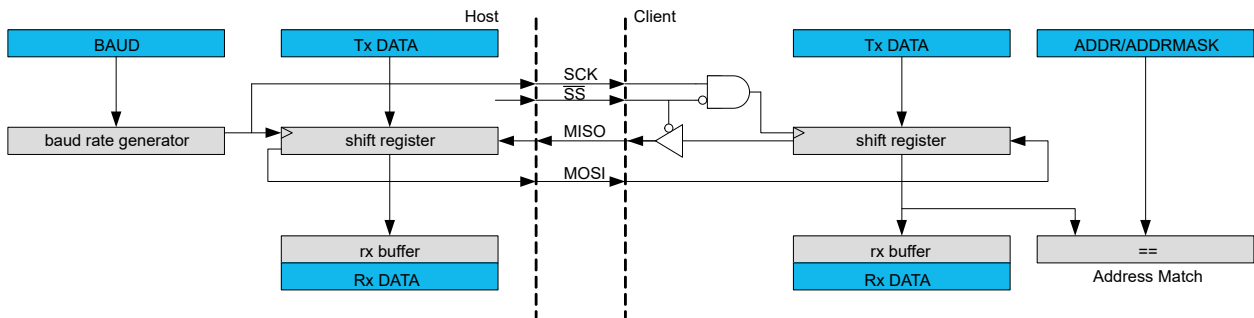 Host
Client
BAUD
Tx DATA
Tx DATA
ADDR/ADDRMASK
SCK
SS
baud rate generator
shift register
MISO
shift register
MOSI
rx buffer
rx buffer
==
Rx DATA
Rx DATA
Address Match